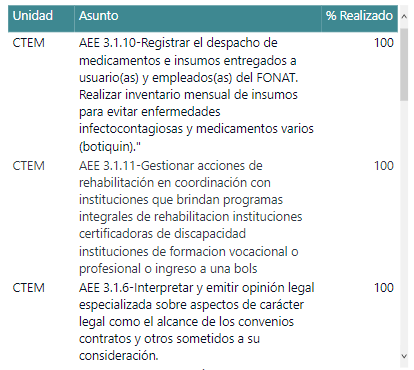 Unidad Asunto % Realizado
CTEM AEE 3.1.10-Registrar el despacho de 100
medicamentos e insumos entregados a
usuario(as) y empleados(as) del FONAT.
Realizar inventario mensual de insumos
para evitar enfermedades
infectocontagiosas y medicamentos varios
(botiquin)."
CTEM AEE 3.1.11-Gestionar acciones de 100
rehabilitación en coordinación con
instituciones que brindan programas
integrales de rehabilitacion instituciones
certificadoras de discapacidad
instituciones de formacion vocacional o
profesional o ingreso a una bols
CTEM AEE 3.1.6-Interpretar y emitir opinión legal 100
especializada sobre aspectos de carácter
legal como el alcance de los convenios
contratos y otros sometidos a su
consideración.